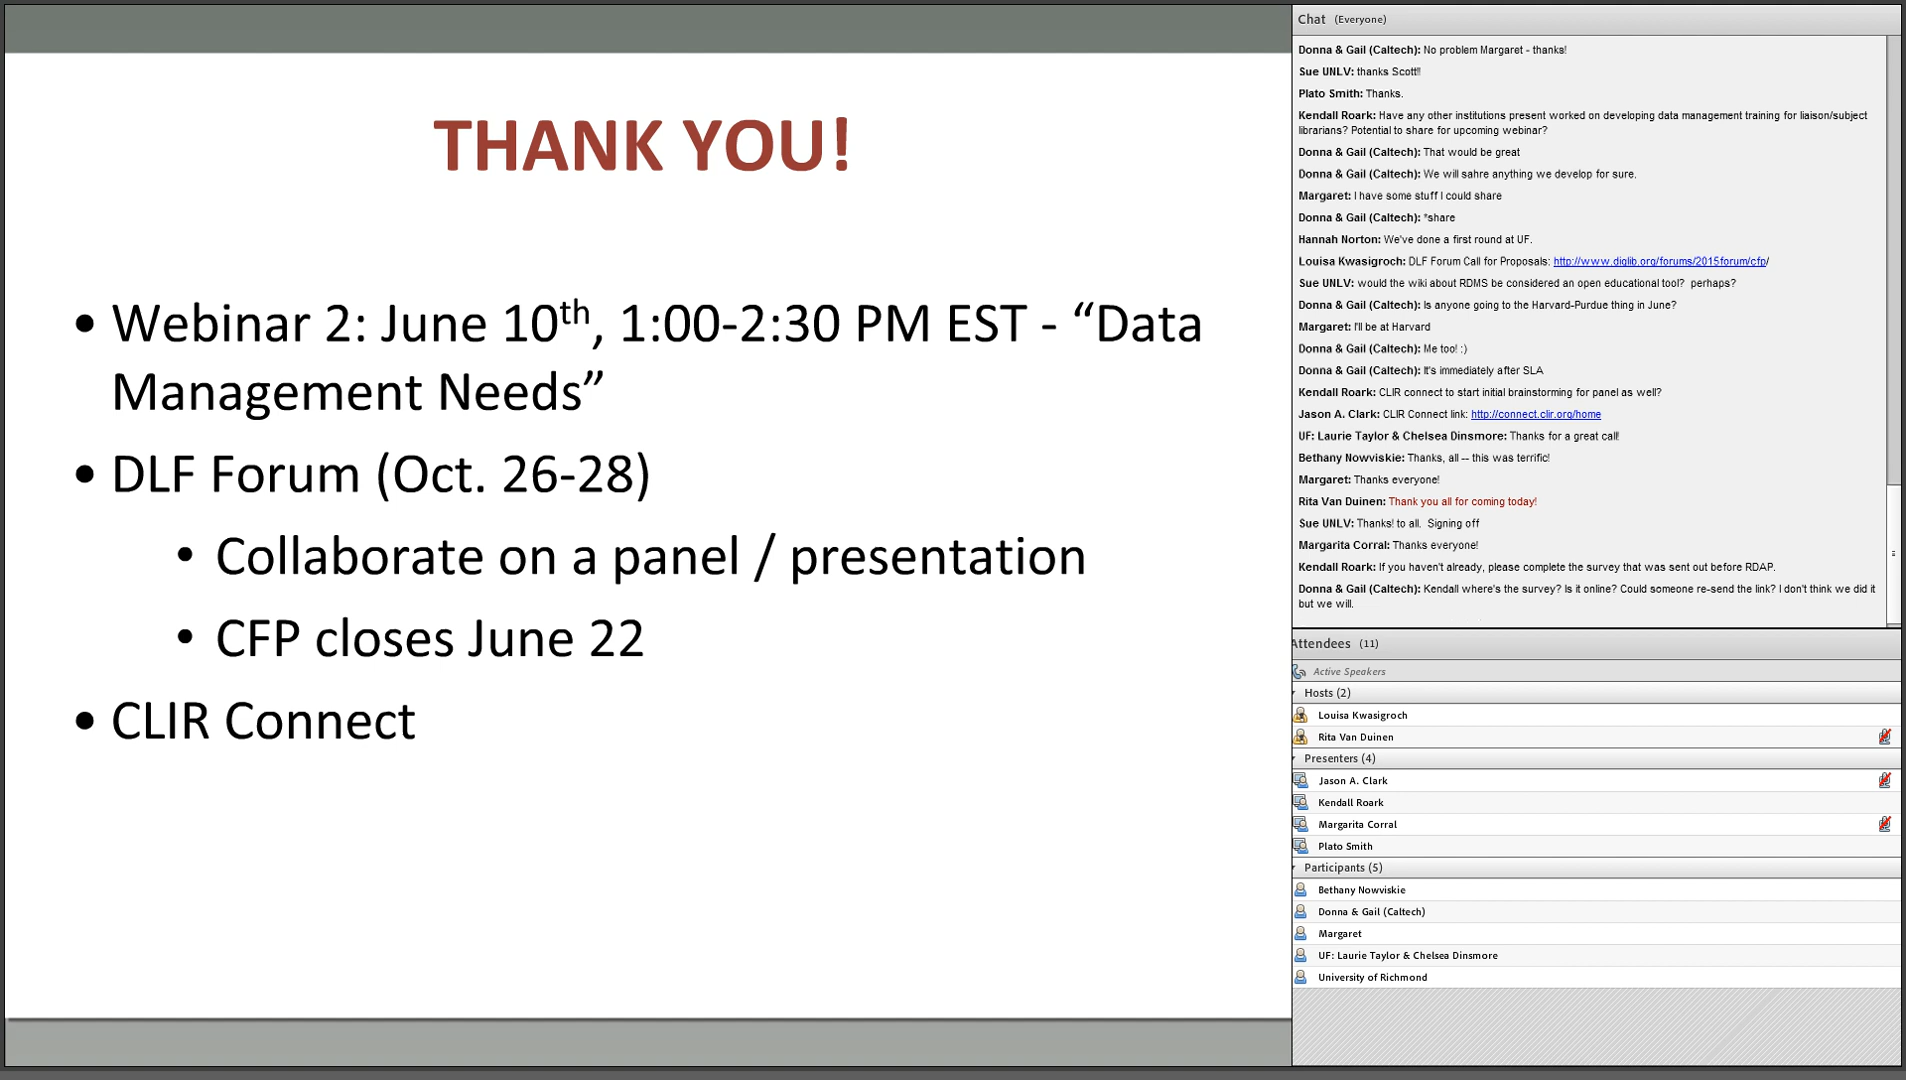 THANK YOU!
• Webinar 2: June 10th, 1:00-2:30 PM EST - “Data
Management Needs”
• DLF Forum (Oct. 26-28)
• Collaborate on a panel / presentation
• CFP closes June 22
• CLIR Connect
Chat (Everyone)
Donna & Gail (Caltech): No problem Margaret - thanks!
Sue UNLV: thanks Scott!!
Plato Smith: Thanks.
Kendall Roark: Have any other institutions present worked on developing data management training for liaison/subject
librarians? Potential to share for upcoming webinar?
Donna & Gail (Caltech): That would be great
Donna & Gail (Caltech): We will sahre anything we develop for sure.
Margaret: I have some stuff I could share
Donna & Gail (Caltech): *share
Hannah Norton: We've done a first round at UF.
Louisa Kwasigroch: DLF Forum Call for Proposals: http://www.diglib.org/forums/2015forum/cfp/
Sue UNLV: would the wiki about RDMS be considered an open educational tool? perhaps?
Donna & Gail (Caltech): Is anyone going to the Harvard-Purdue thing in June?
Margaret: I'll be at Harvard
Donna & Gail (Caltech): Me too! :)
Donna & Gail (Caltech): It's immediately after SLA
Kendall Roark: CLIR connect to start initial brainstorming for panel as well?
Jason A. Clark: CLIR Connect link: http://connect.clir.org/home
UF: Laurie Taylor & Chelsea Dinsmore: Thanks for a great call!
Bethany Nowviskie: Thanks, all -- this was terrific!
Margaret: Thanks everyone!
Rita Van Duinen: Thank you all for coming today!
Sue UNLV: Thanks! to all. Signing off
Margarita Corral: Thanks everyone!
Kendall Roark: If you haven't already, please complete the survey that was sent out before RDAP.
Donna & Gail (Caltech): Kendall where's the survey? Is it online? Could someone re-send the link? I don't think we did it
but we will.
Attendees (11)
Active Speakers
Hosts (2)
Louisa Kwasigroch
Rita Van Duinen
Presenters (4)
Jason A. Clark
Kendall Roark
Margarita Corral
Plato Smith
Participants (5)
Bethany Nowviskie
Donna & Gail (Caltech)
Margaret
UF: Laurie Taylor & Chelsea Dinsmore
University of Richmond